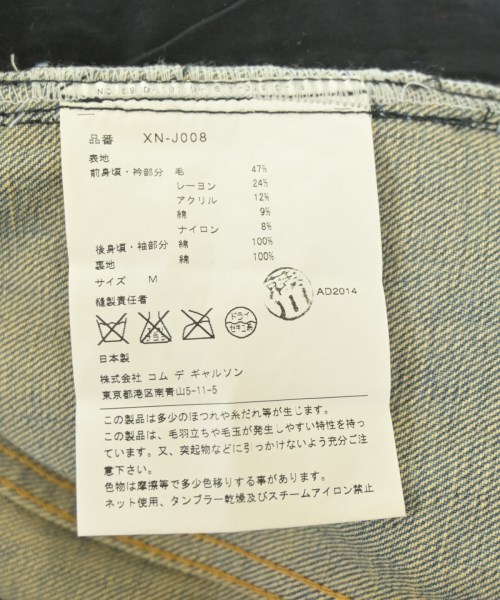 品番 XN-J008
表地
前身頃・衿部分 毛 47%
レーヨン 24%
アクリル 12%
綿 9%
ナイロン 8%
後身頃・袖部分 綿 100%
裏地 綿 100%
サイズ M
縫製責任者
11
AD2014
ドライ
セキユ系
日本製
株式会社 コム デ ギャルソン
東京都港区南青山5-11-5
この製品は多少のほつれや糸だれ等が生じます。
この製品は、毛羽立ちや毛玉が発生しやすい特性を持っ
ています。又、突起物などに引っかけないよう充分ご注
意下さい。
色物は摩擦等で多少色移りする事があります。
ネット使用、タンブラー乾燥及びスチームアイロン禁止